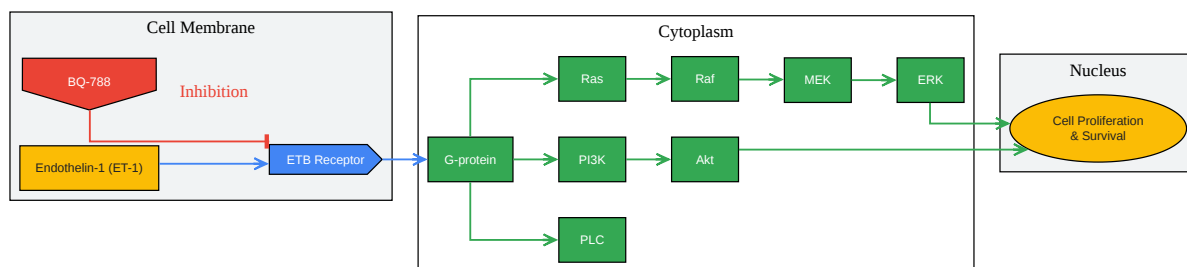 Cell Membrane
BQ-788
Inhibition
Endothelin-1 (ET-1)
ETB Receptor
Cytoplasm
Ras
Raf
MEK
ERK
G-protein
PI3K
Akt
PLC
Nucleus
Cell Proliferation
& Survival